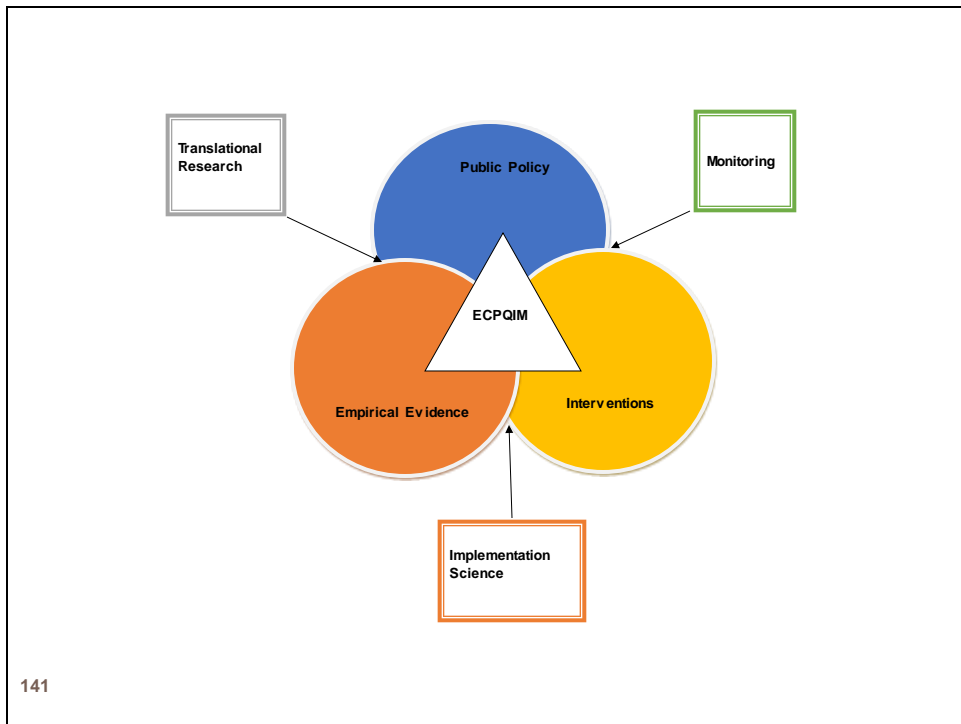 Translational
Research
Public Policy
Monitoring
ECPQIM
Empirical Evidence
Interventions
Implementation
Science
141